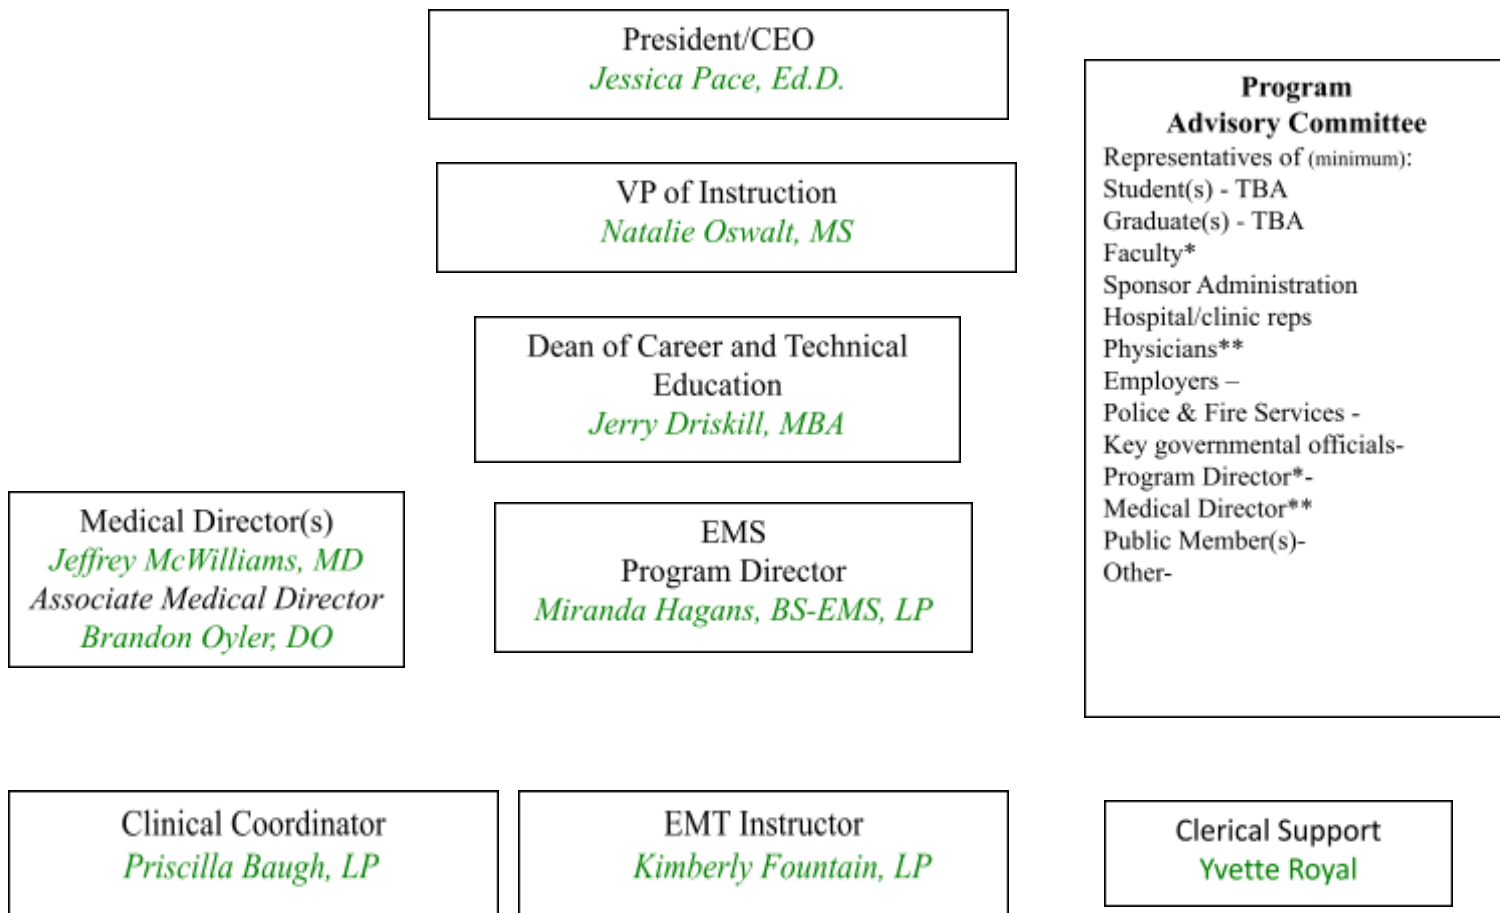 President/CEO
Jessica Pace, Ed.D.
Program
Advisory Committee
Representatives of (minimum):
Student(s) - TBA
Graduate(s) - TBA
Faculty*
Sponsor Administration
Hospital/clinic reps
Physicians**
Employers –
Police & Fire Services -
Key governmental officials-
Program Director*-
Medical Director**
Public Member(s)-
Other-
VP of Instruction
Natalie Oswalt, MS
Dean of Career and Technical
Education
Jerry Driskill, MBA
Medical Director(s)
Jeffrey McWilliams, MD
Associate Medical Director
Brandon Oyler, DO
EMS
Program Director
Miranda Hagans, BS-EMS, LP
Clinical Coordinator
Priscilla Baugh, LP
EMT Instructor
Kimberly Fountain, LP
Clerical Support
Yvette Royal